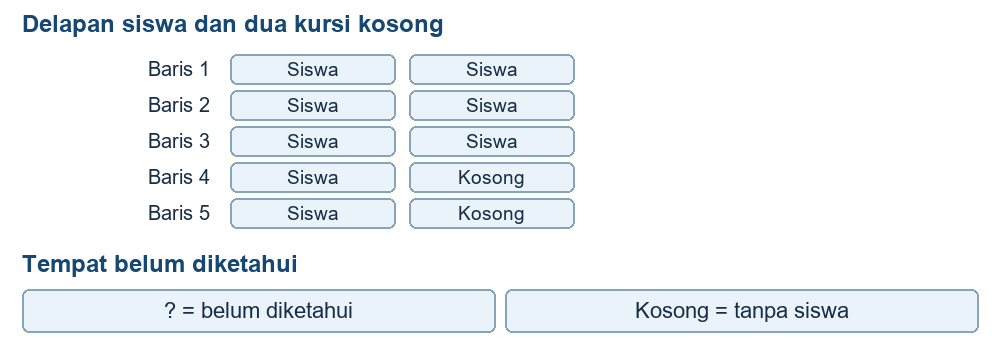 Delapan siswa dan dua kursi kosong
Baris 1 Siswa Siswa
Baris 2 Siswa Siswa
Baris 3 Siswa Siswa
Baris 4 Siswa Kosong
Baris 5 Siswa Kosong
Tempat belum diketahui
? = belum diketahui Kosong = tanpa siswa